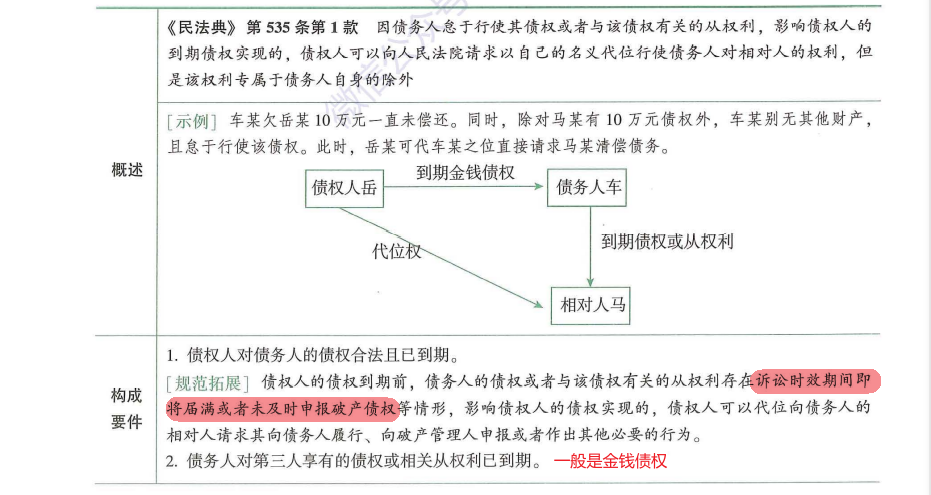 《民法典》第 535 条第 1 款 因债务人怠于行使其债权或者与该债权有关的从权利，影响债权人的
到期债权实现的，债权人可以向人民法院请求以自己的名义代位行使债务人对相对人的权利，但
是该权利专属于债务人自身的除外
概述
[示例] 车某欠岳某 10 万元一直未偿还。同时，除对马某有 10 万元债权外，车某别无其他财产，
且怠于行使该债权。此时，岳某可代车某之位直接请求马某清偿债务。
债权人岳
到期金钱债权
债务人车
代位权
到期债权或从权利
相对人马
构成
要件
1. 债权人对债务人的债权合法且已到期。
[规范拓展] 债权人的债权到期前，债务人的债权或者与该债权有关的从权利存在诉讼时效期间即
将届满或者未及时申报破产债权等情形，影响债权人的债权实现的，债权人可以代位向债务人的
相对人请求其向债务人履行、向破产管理人申报或者作出其他必要的行为。
2. 债务人对第三人享有的债权或相关从权利已到期。 一般是金钱债权
微信公众号